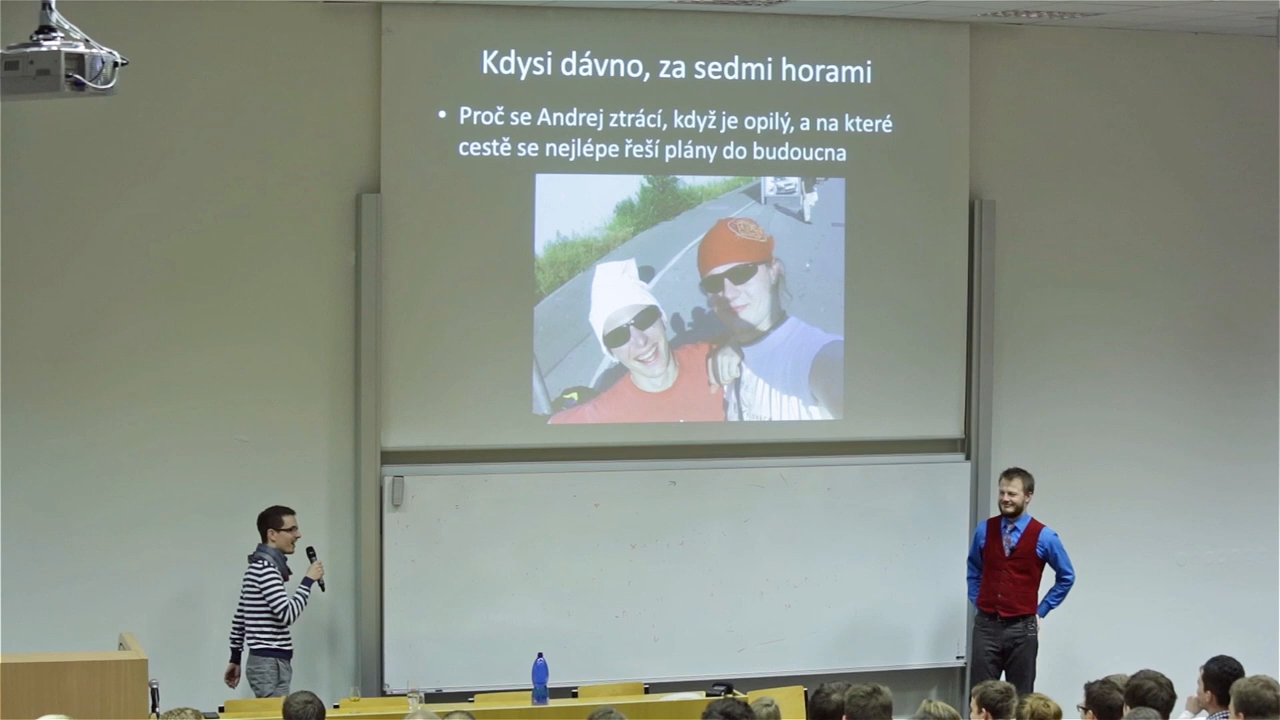 Kdysi dávno, za sedmi horami
• Proč se Andrej ztrácí, když je opilý, a na které
cestě se nejlépe řeší plány do budoucna